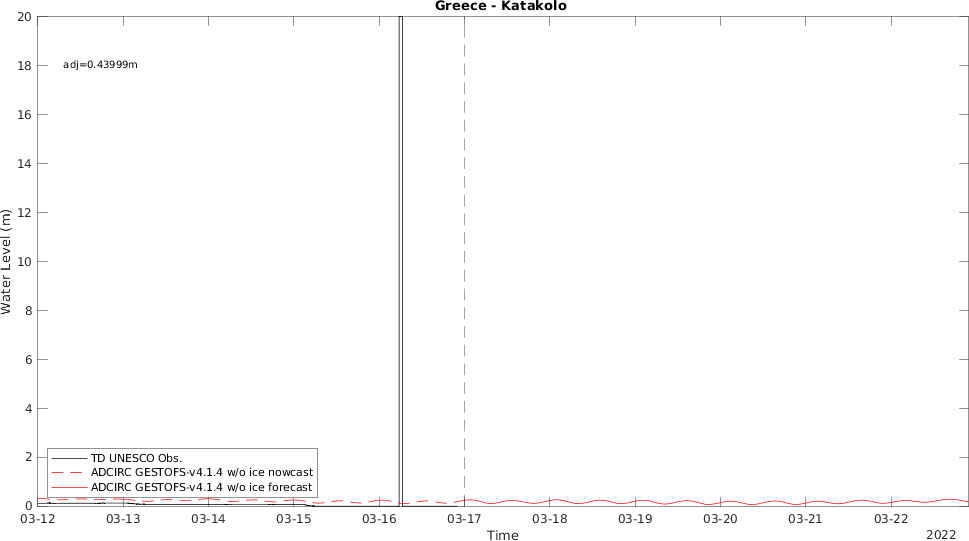 Greece - Katakolo
20
18
16
14
12
10
8
6
4
2
0
Water Level (m)
adj=0.43999m
TD UNESCO Obs.
ADCIRC GESTOFS-v4.1.4 w/o ice nowcast
ADCIRC GESTOFS-v4.1.4 w/o ice forecast
03-12 03-13 03-14 03-15 03-16 03-17 03-18 03-19 03-20 03-21 03-22
Time
2022